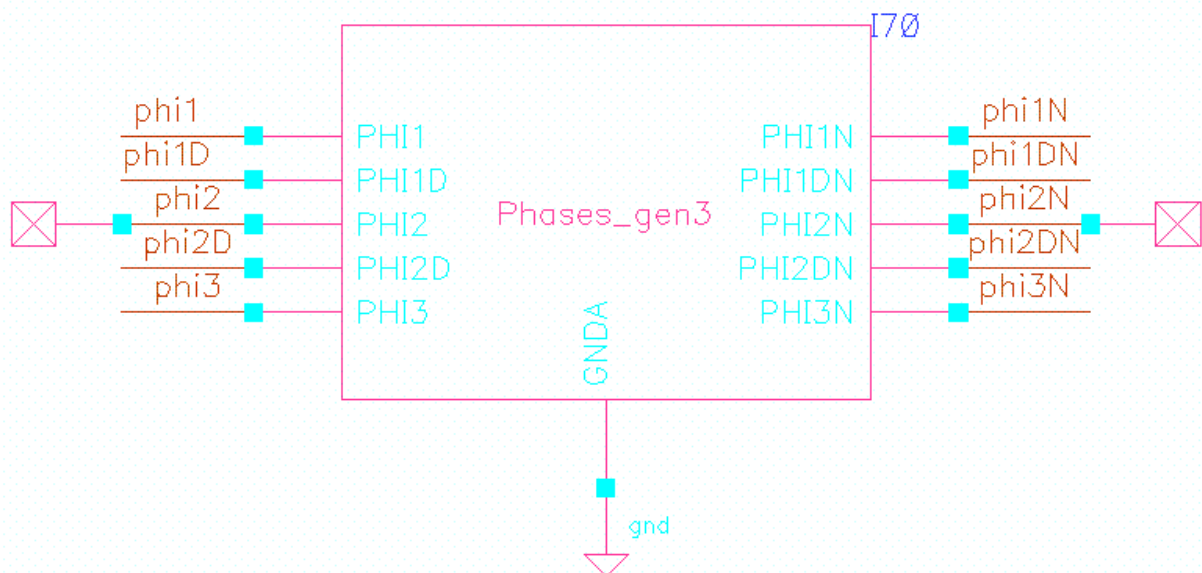 I70
phi1 PHI1 PHI1N phi1N
phi1D PHI1D PHI1DN phi1DN
phi2 PHI2 Phases_gen3 PHI2N phi2N
phi2D PHI2D PHI2DN phi2DN
phi3 PHI3 PHI3N phi3N
GNDA
gnd